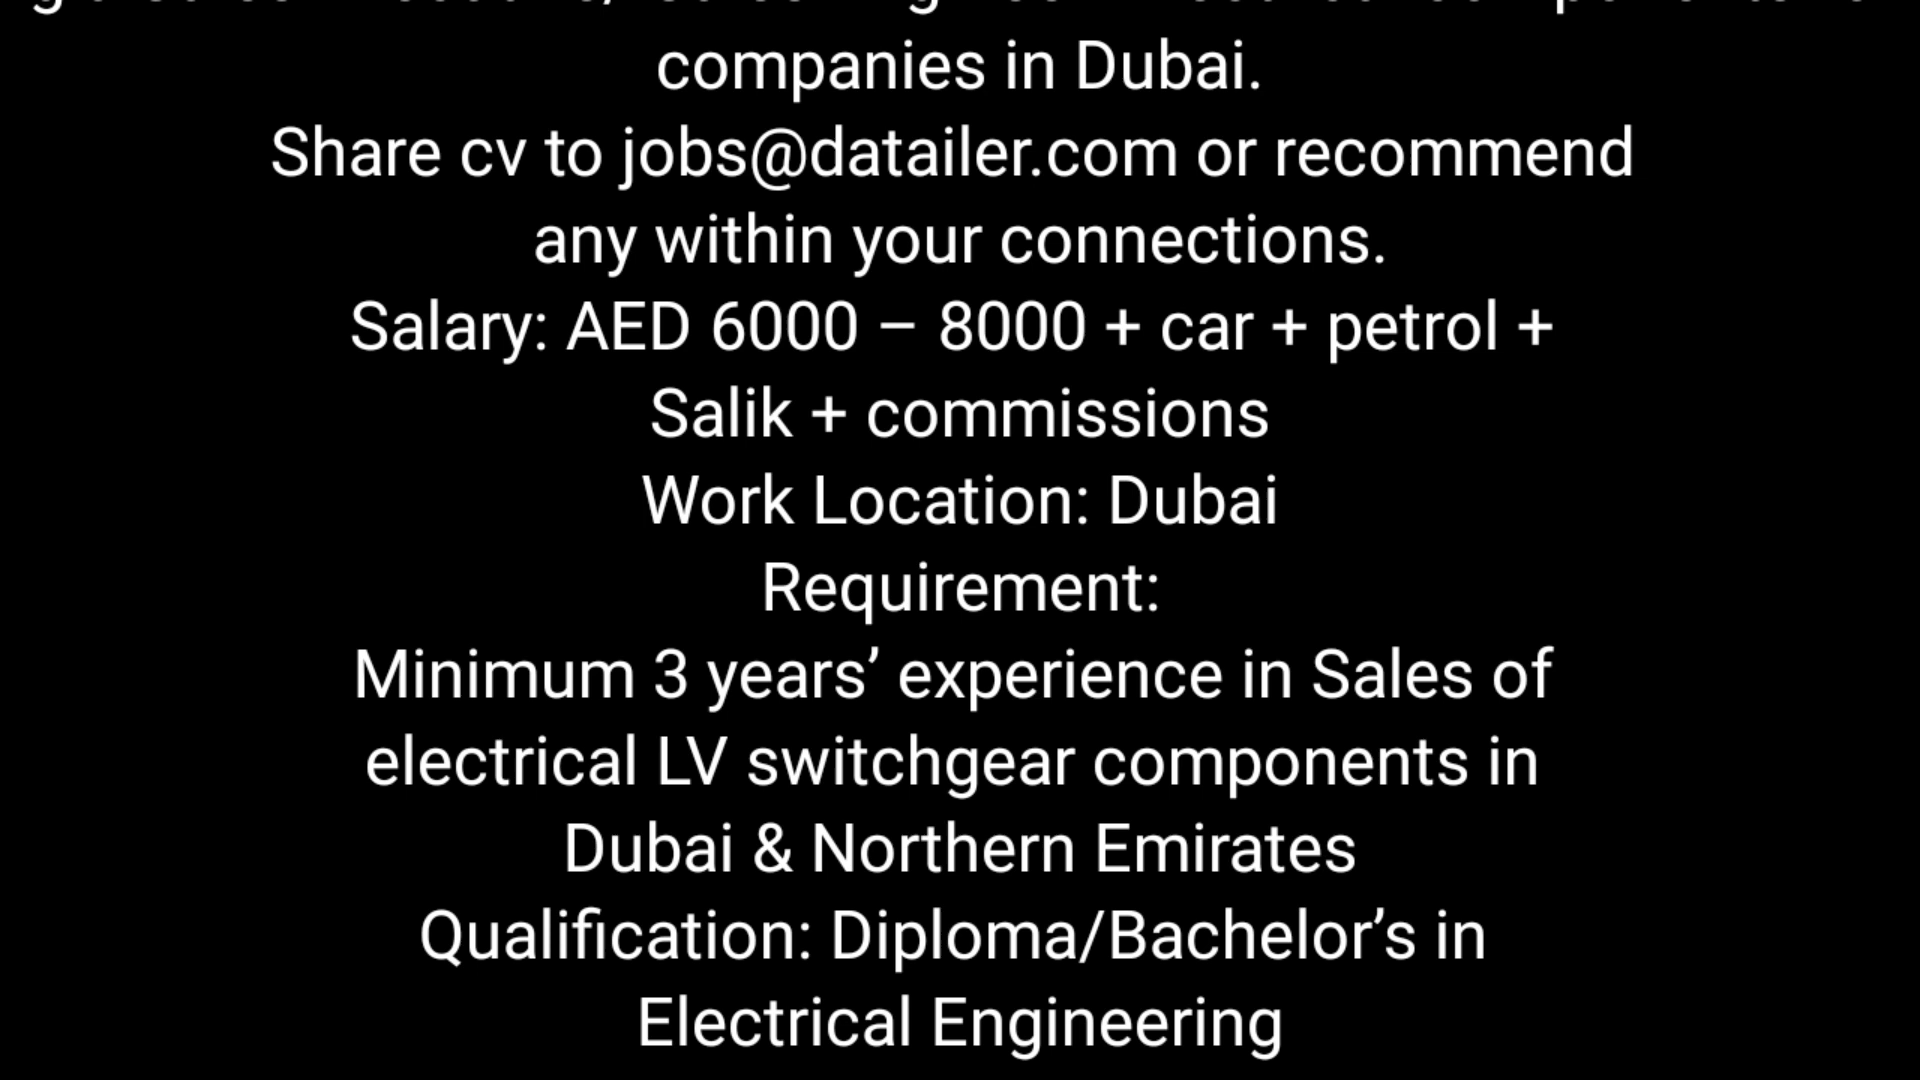 companies in Dubai.
Share cv to jobs@datailer.com or recommend
any within your connections.
Salary: AED 6000 – 8000 + car + petrol +
Salik + commissions
Work Location: Dubai
Requirement:
Minimum 3 years’ experience in Sales of
electrical LV switchgear components in
Dubai & Northern Emirates
Qualification: Diploma/Bachelor’s in
Electrical Engineering